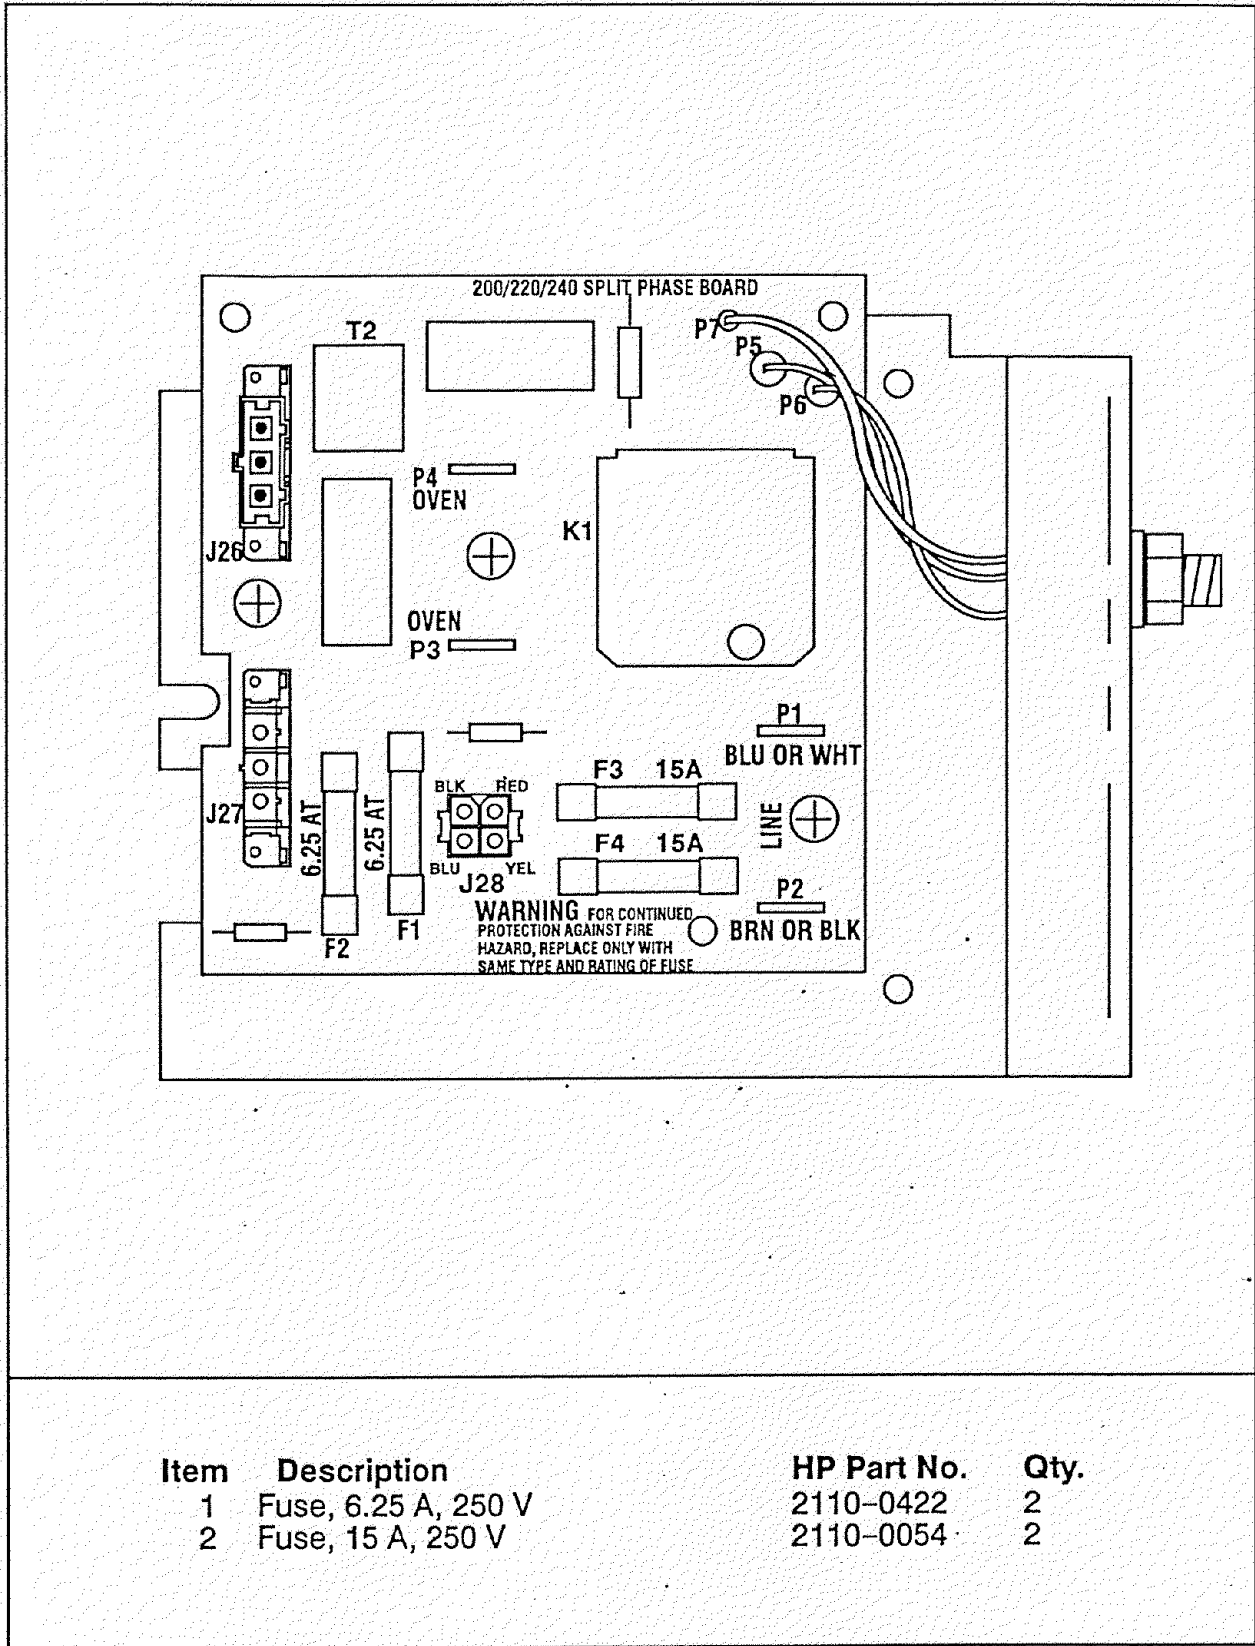 200/220/240 SPLIT PHASE BOARD
T2
P7
P5
P6
P4
OVEN
K1
J26
OVEN
P3
P1
BLU OR WHT
F3 15A
BLK RED
J27
6.25 AT
6.25 AT
LINE
F4 15A
BLU YEL
J28
P2
BRN OR BLK
F1
F2
WARNING FOR CONTINUED
PROTECTION AGAINST FIRE
HAZARD, REPLACE ONLY WITH
SAME TYPE AND RATING OF FUSE
Item Description HP Part No. Qty.
1 Fuse, 6.25 A, 250 V 2110-0422 2
2 Fuse, 15 A, 250 V 2110-0054 2